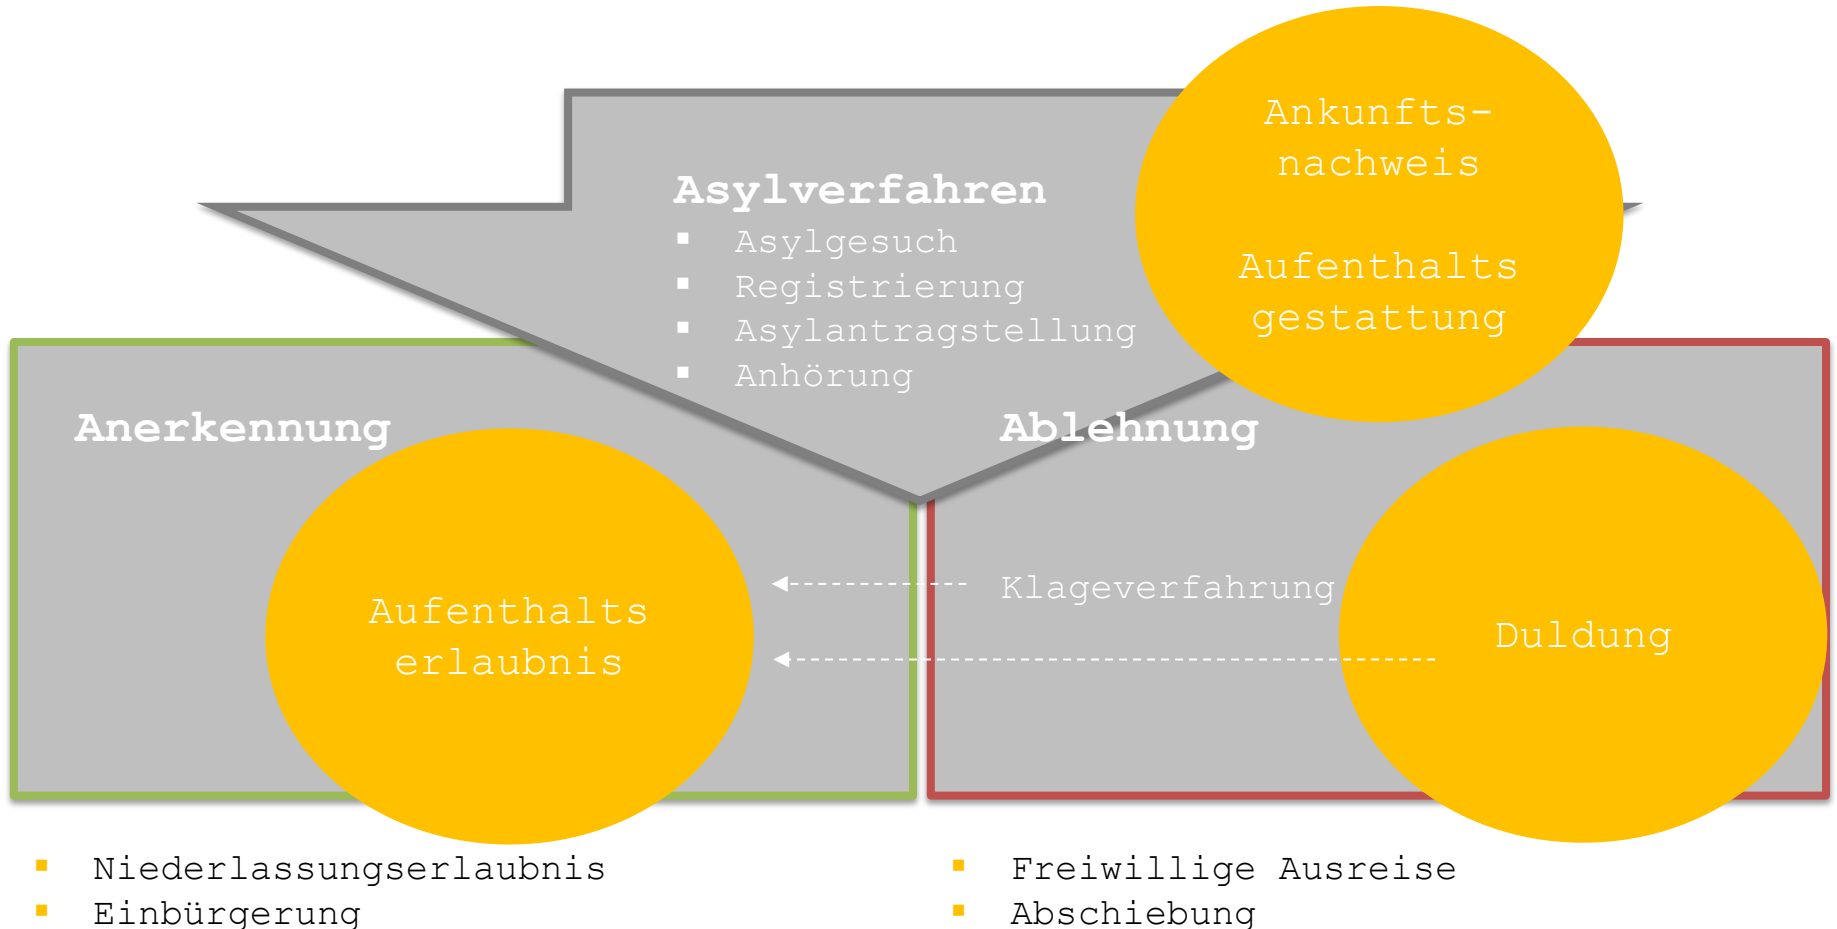 Ankunfts-
nachweis
Aufenthalts
gestattung
Asylverfahren
▪ Asylgesuch
▪ Registrierung
▪ Asylantragstellung
▪ Anhörung
Anerkennung
Aufenthalts
erlaubnis
Ablehnung
Klageverfahrung
Duldung
▪ Niederlassungserlaubnis
▪ Einbürgerung
▪ Freiwillige Ausreise
▪ Abschiebung